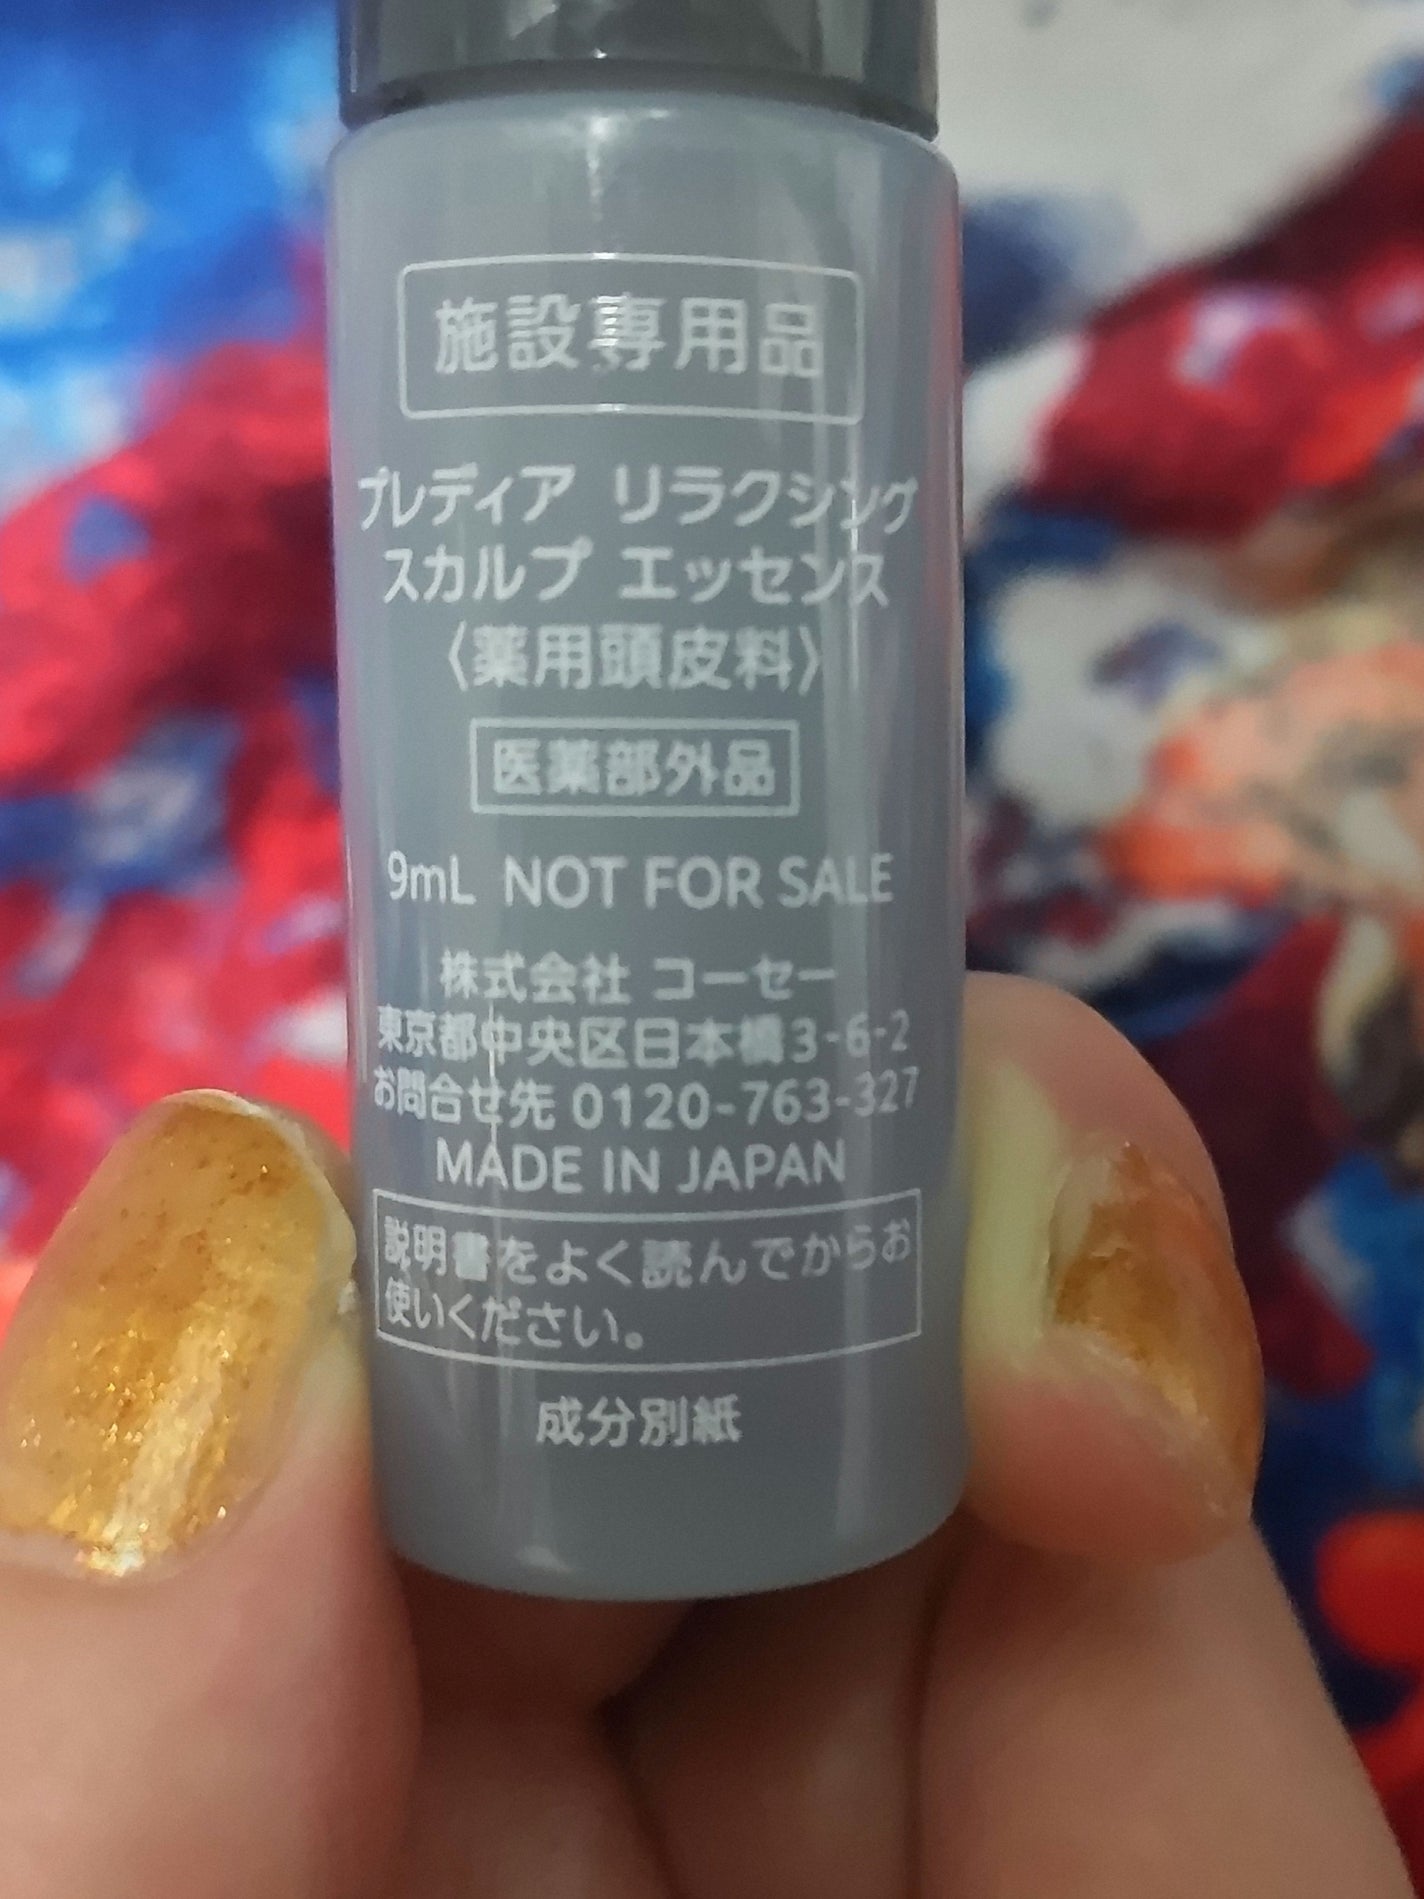 施設専用品
プレディア リラクシング
スカルプ エッセンス
〈薬用頭皮料〉
医薬部外品
9mL NOT FOR SALE
株式会社 コーセー
東京都中央区日本橋3-6-2
お問合せ先 0120-763-327
MADE IN JAPAN
説明書をよく読んでからお
使いください。
成分別紙